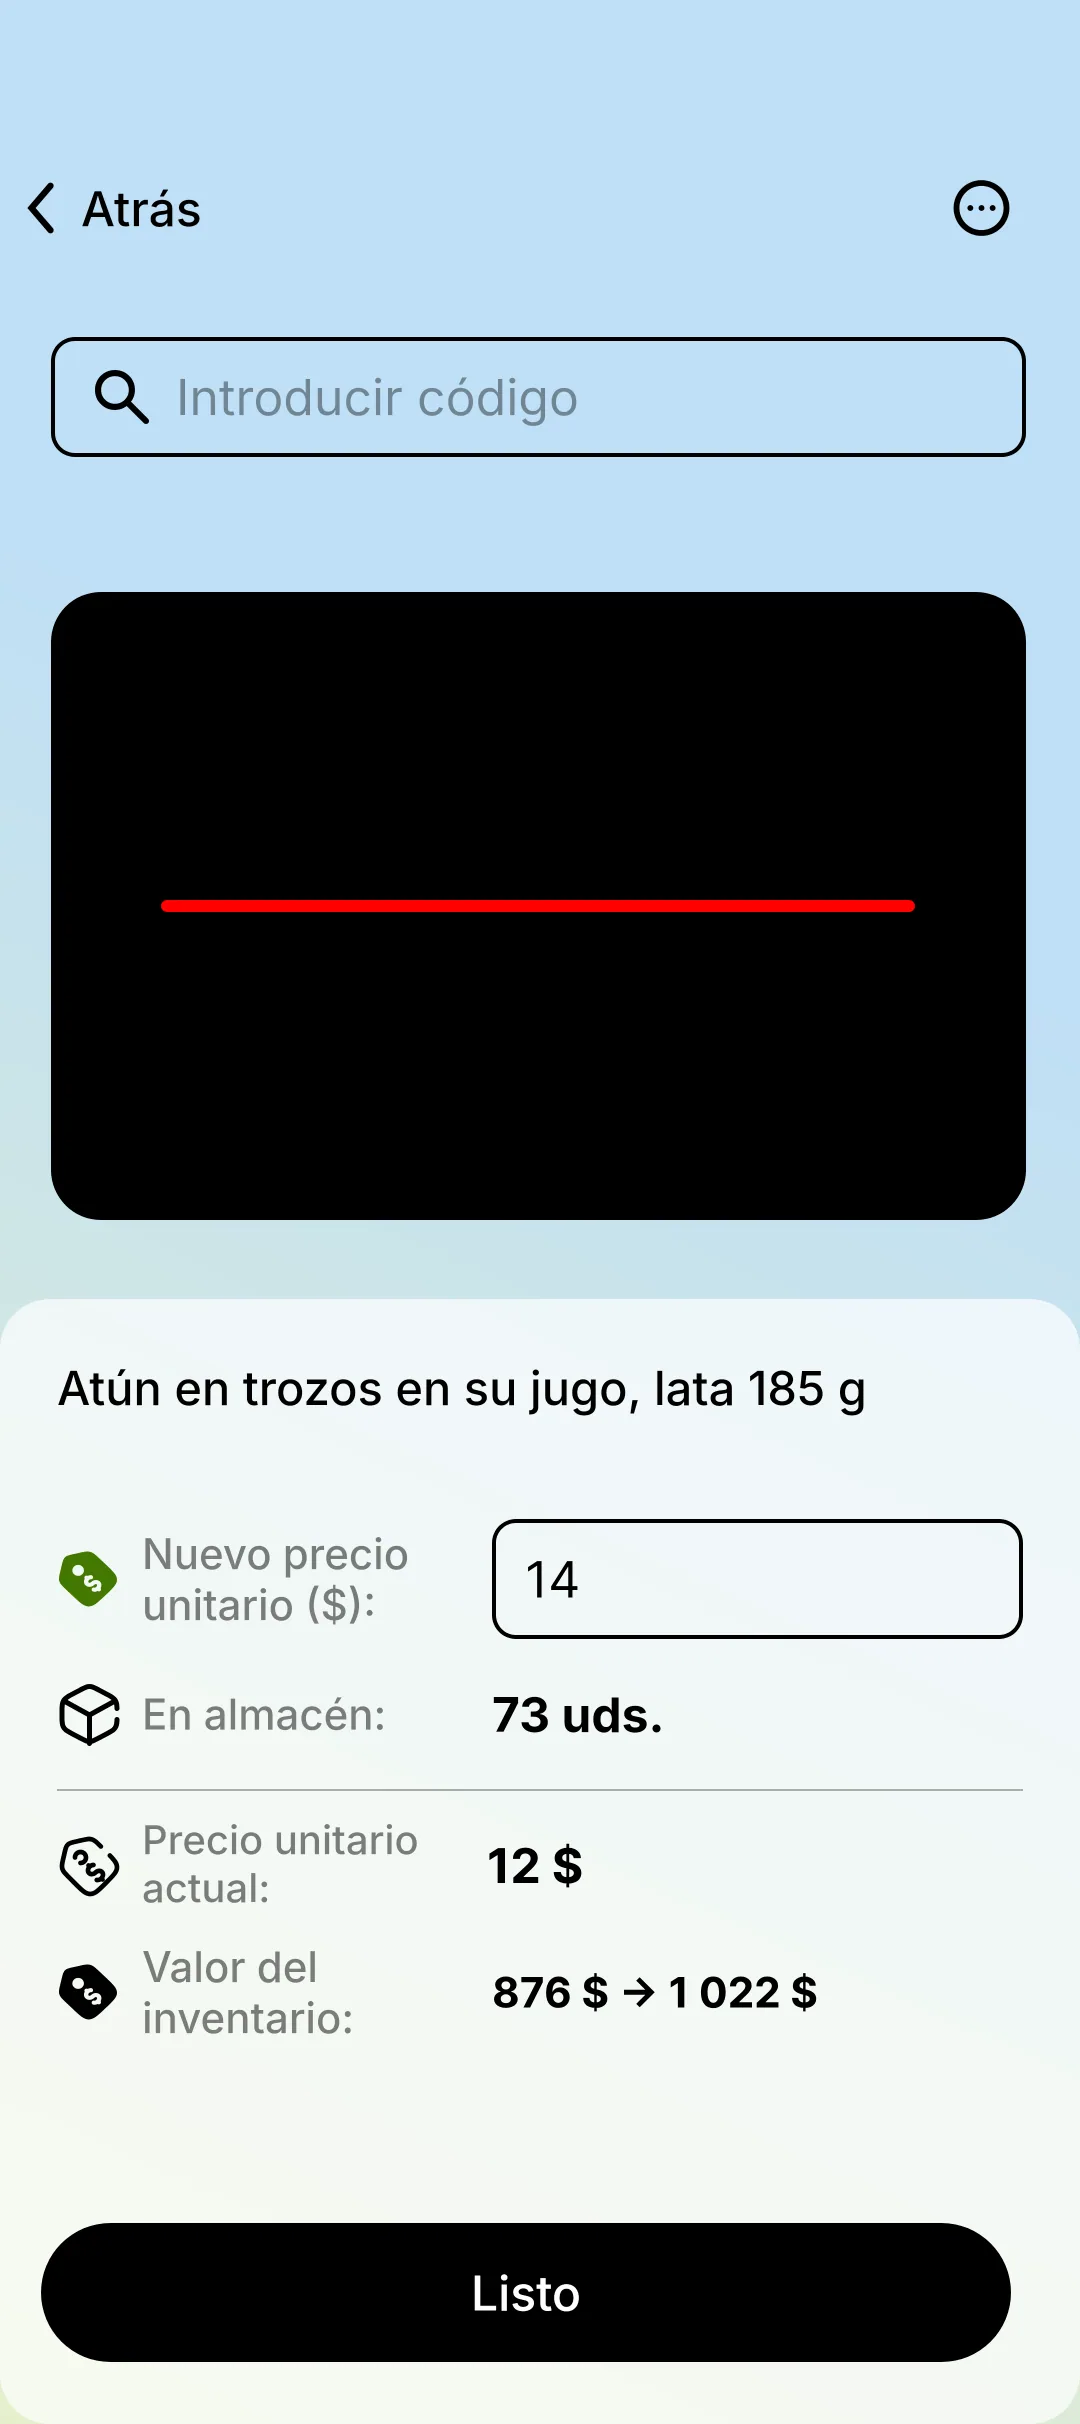 Atrás
Introducir código
Atún en trozos en su jugo, lata 185 g
Nuevo precio
unitario ($):
14
En almacén:
73 uds.
Precio unitario
actual:
12 $
Valor del
inventario:
876 $ → 1 022 $
Listo